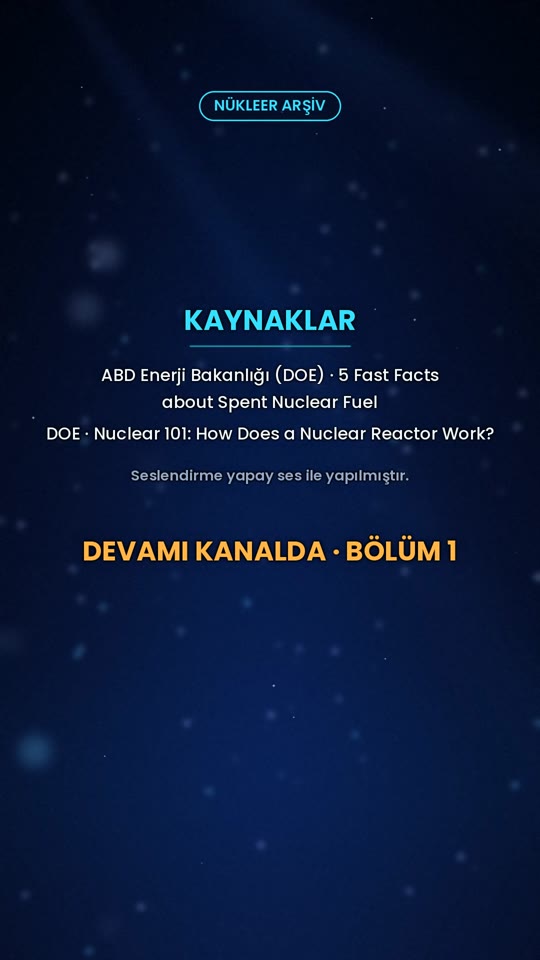 NÜKLEER ARŞİV
KAYNAKLAR
ABD Enerji Bakanlığı (DOE) · 5 Fast Facts
about Spent Nuclear Fuel
DOE · Nuclear 101: How Does a Nuclear Reactor Work?
Seslendirme yapay ses ile yapılmıştır.
DEVAMI KANALDA · BÖLÜM 1